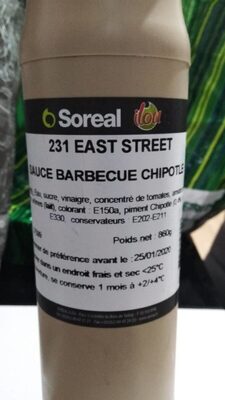 Soreal ilou
231 EAST STREET
SAUCE BARBECUE CHIPOTLE
Eau, sucre, vinaigre, concentré de tomates,
(lait), colorant : E150a, piment Chipotle
E330, conservateurs E202-E211
Poids net : 860g
de préférence avant le : 25/01/2020
dans un endroit frais et sec <25°C
se conserve 1 mois à +2/+4°C